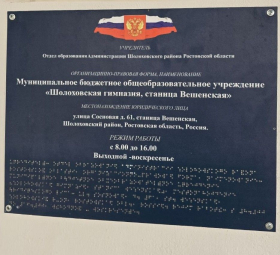 УЧРЕДИТЕЛЬ
Отдел образования Администрации Шолоховского района Ростовской области
ОРГАНИЗАЦИОННО-ПРАВОВАЯ ФОРМА, НАИМЕНОВАНИЕ
Муниципальное бюджетное общеобразовательное учреждение
«Шолоховская гимназия, станица Вешенская»
МЕСТОНАХОЖДЕНИЕ ЮРИДИЧЕСКОГО ЛИЦА
улица Сосновая д. 61, станица Вешенская,
Шолоховский район, Ростовская область, Россия,
РЕЖИМ РАБОТЫ
с 8.00 до 16.00
Выходной -воскресенье